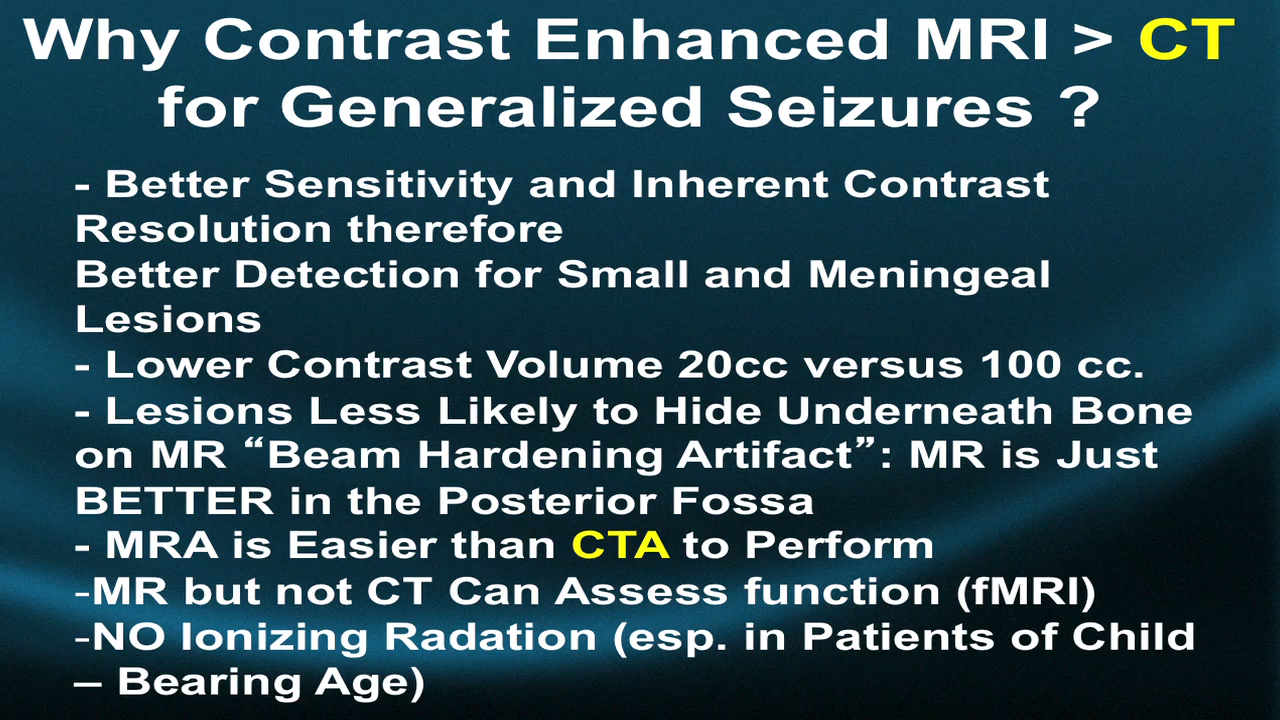 Why Contrast Enhanced MRI > CT
for Generalized Seizures ?
- Better Sensitivity and Inherent Contrast
Resolution therefore
Better Detection for Small and Meningeal
Lesions
- Lower Contrast Volume 20cc versus 100 cc.
- Lesions Less Likely to Hide Underneath Bone
on MR “Beam Hardening Artifact”: MR is Just
BETTER in the Posterior Fossa
- MRA is Easier than CTA to Perform
-MR but not CT Can Assess function (fMRI)
-NO Ionizing Radation (esp. in Patients of Child
– Bearing Age)